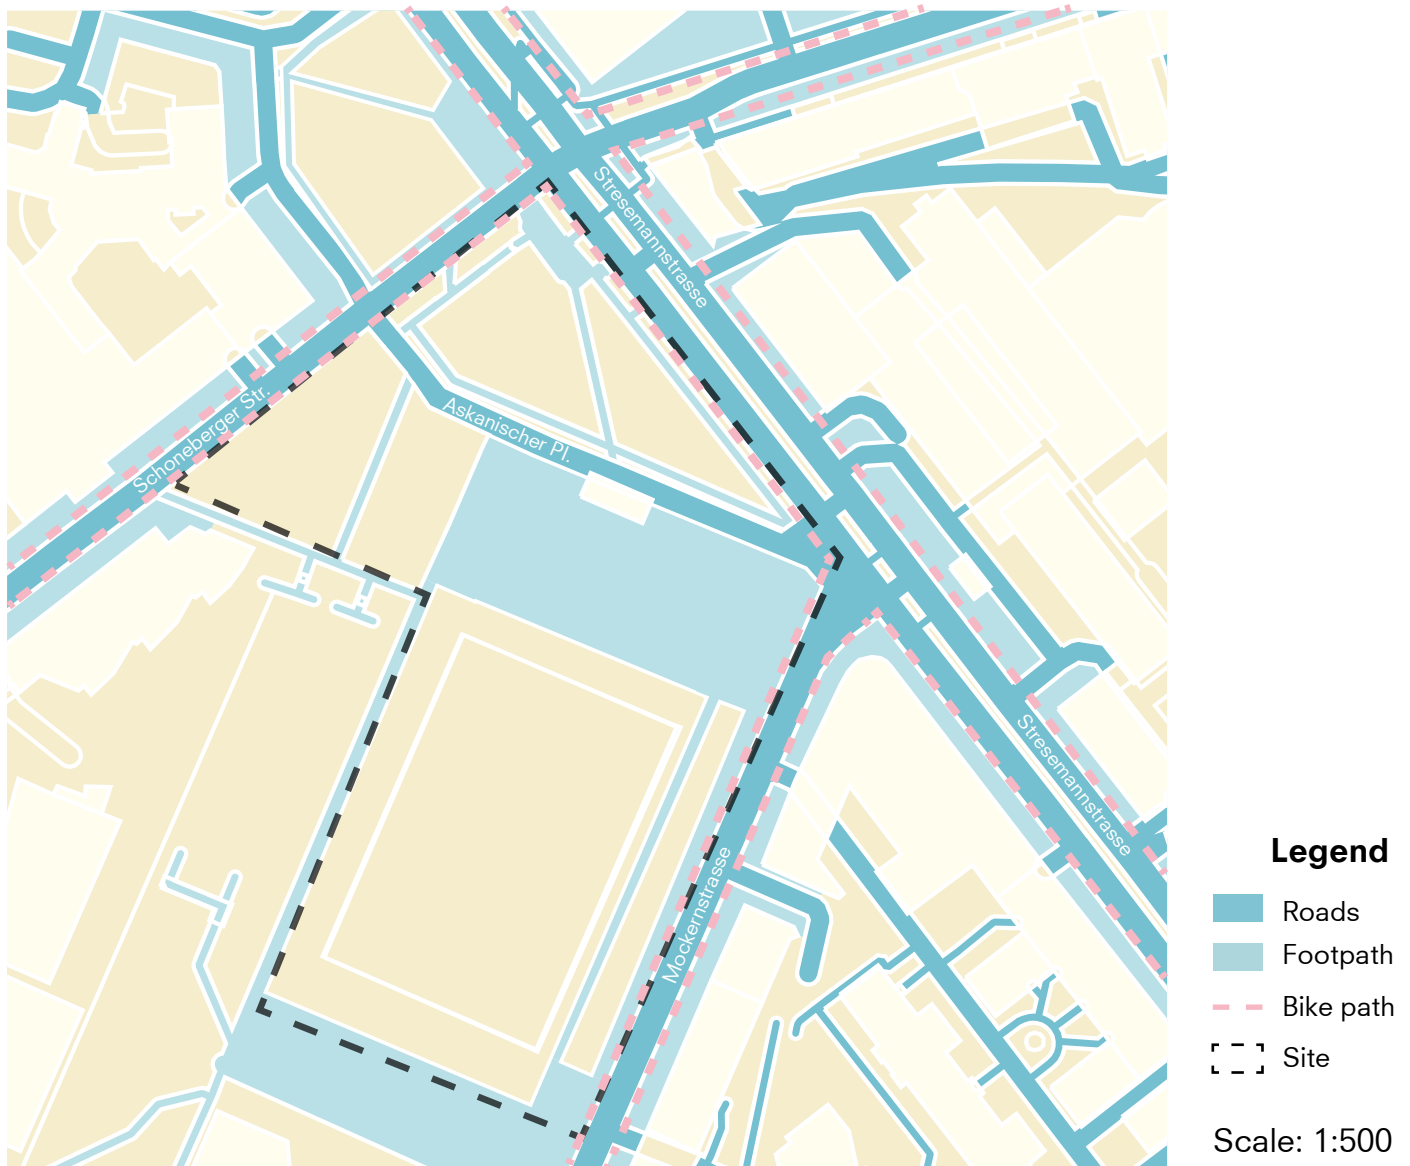 Stresemannstrasse
Schoneberger Str.
Askanischer Pl.
Stresemannstrasse
Mockernstrasse
Legend
Roads
Footpath
Bike path
Site
Scale: 1:500